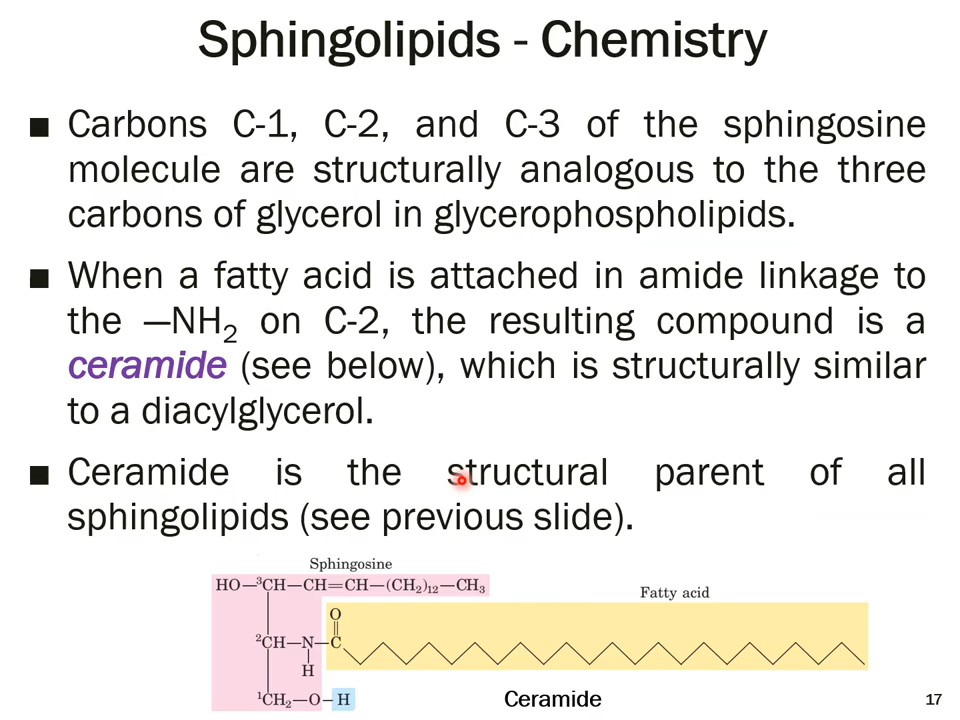 Sphingolipids - Chemistry
■ Carbons C-1, C-2, and C-3 of the sphingosine
molecule are structurally analogous to the three
carbons of glycerol in glycerophospholipids.
■ When a fatty acid is attached in amide linkage to
the —NH₂ on C-2, the resulting compound is a
ceramide (see below), which is structurally similar
to a diacylglycerol.
■ Ceramide is the structural parent of all
sphingolipids (see previous slide).
Sphingosine
HO—³CH—CH=CH—(CH₂)₁₂—CH₃
Fatty acid
O
²CH—N—C
H
¹CH₂—O—H
Ceramide
17